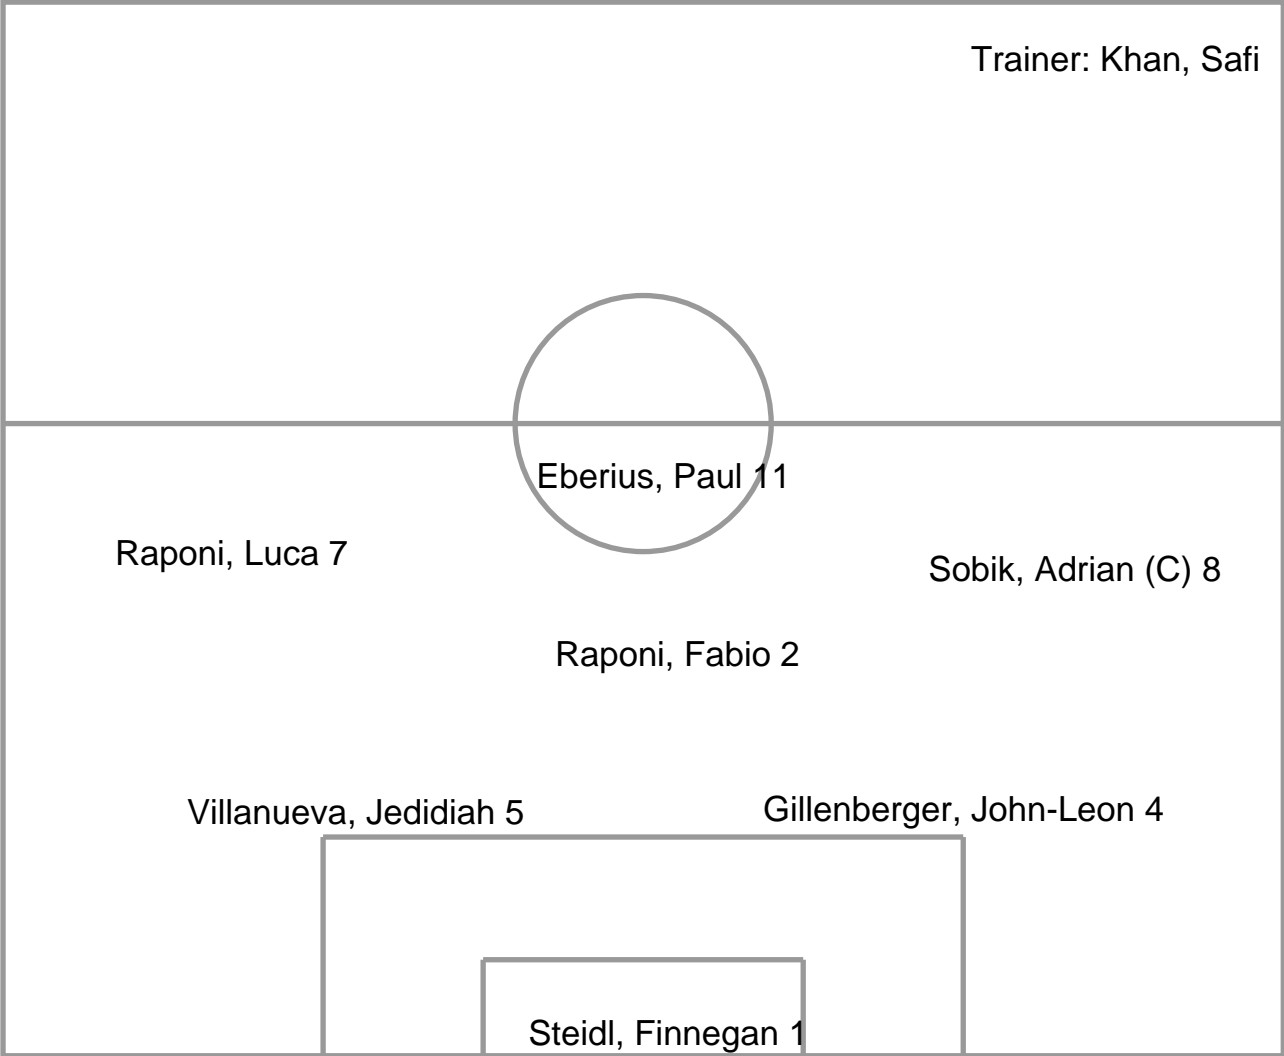 Trainer: Khan, Safi
Eberius, Paul 11
Raponi, Luca 7
Sobik, Adrian (C) 8
Raponi, Fabio 2
Villanueva, Jedidiah 5
Gillenberger, John-Leon 4
Steidl, Finnegan 1